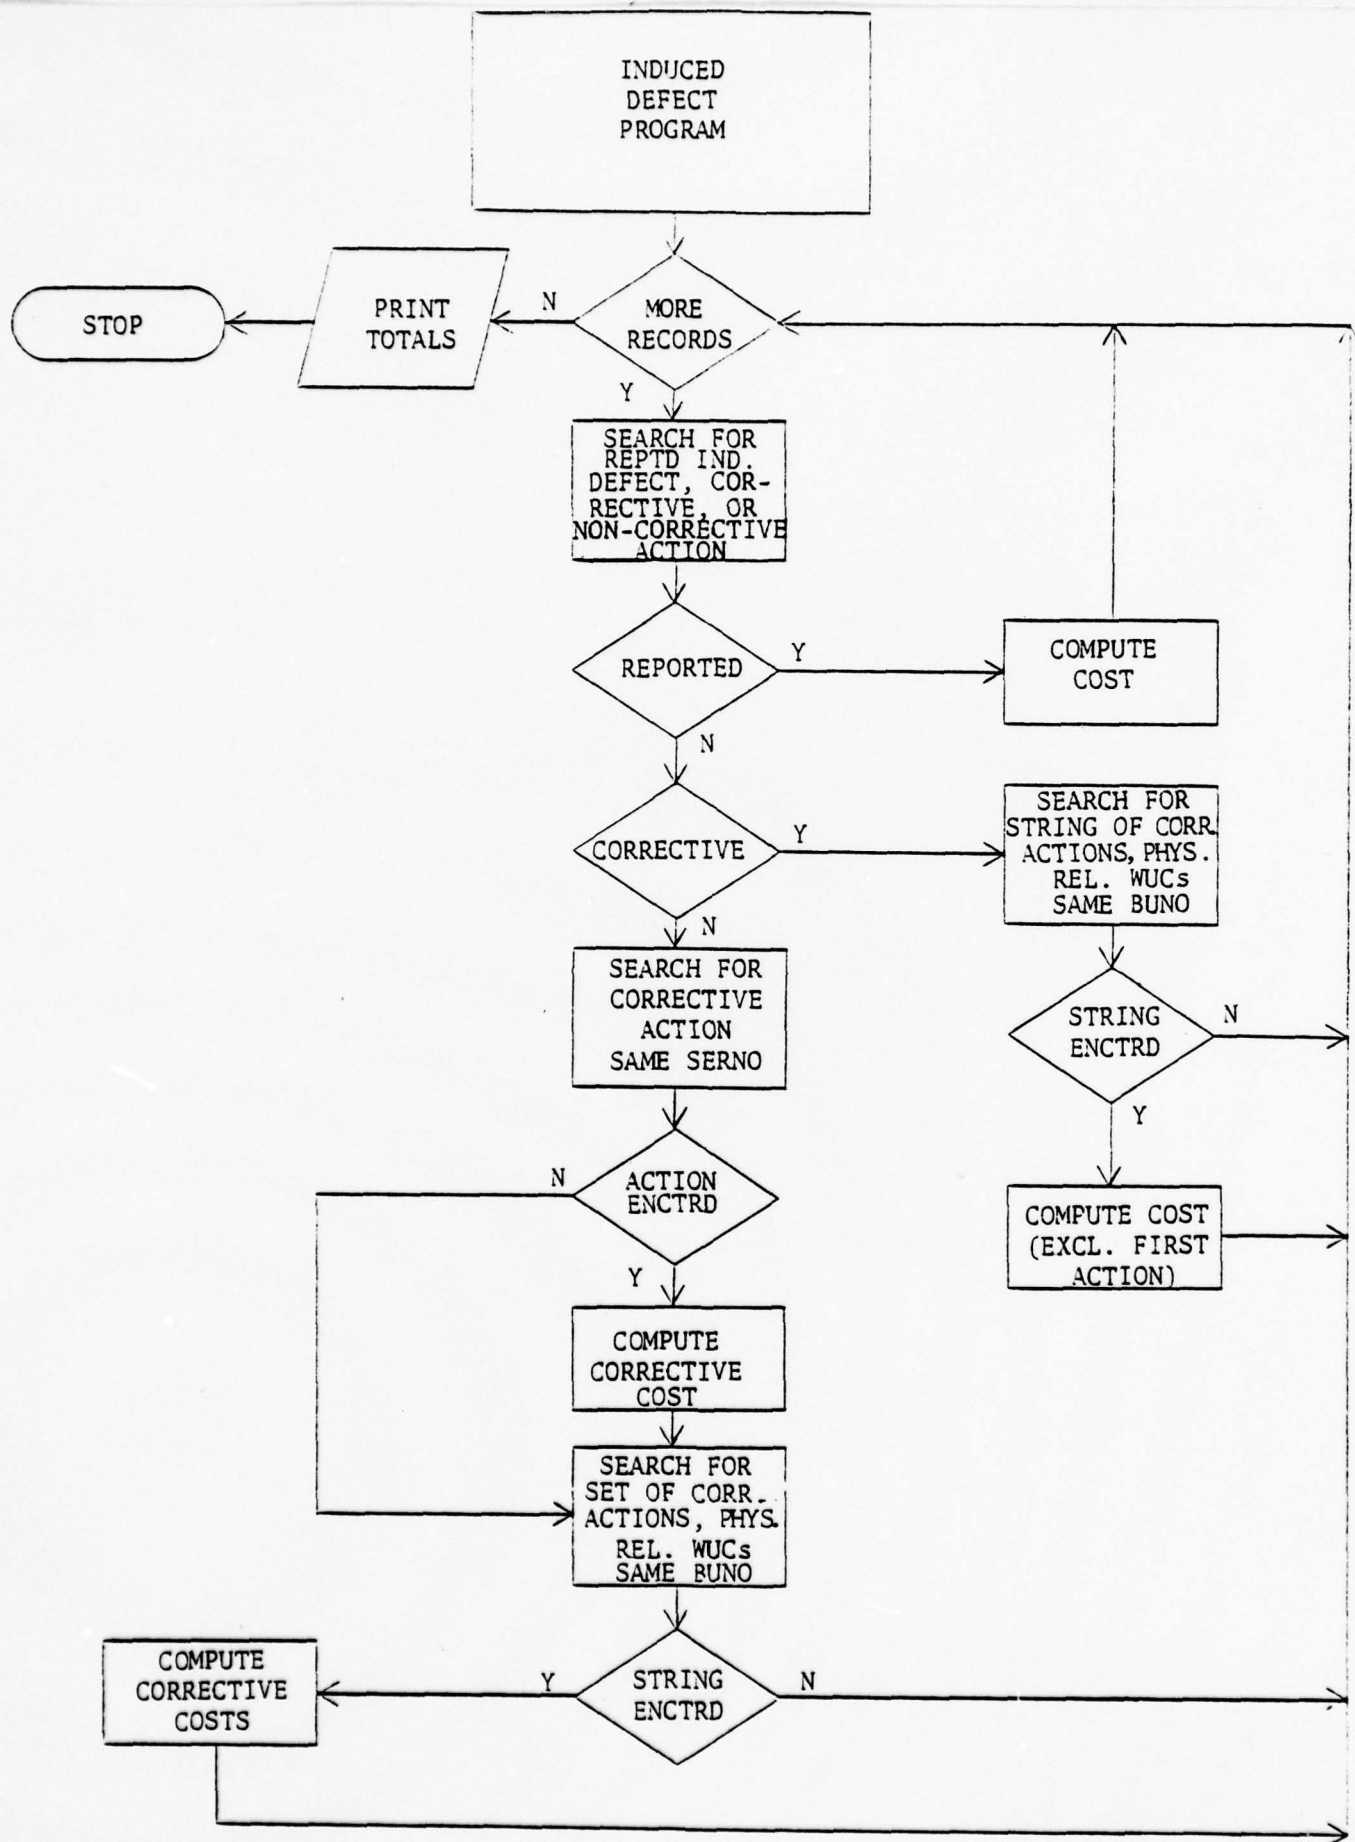 INDUCED
DEFECT
PROGRAM
STOP
PRINT
TOTALS
N
MORE
RECORDS
Y
SEARCH FOR
REPTD IND.
DEFECT, COR-
RECTIVE, OR
NON-CORRECTIVE
ACTION
REPORTED
Y
COMPUTE
COST
N
CORRECTIVE
Y
SEARCH FOR
STRING OF CORR.
ACTIONS, PHYS.
REL. WUCs
SAME BUNO
N
SEARCH FOR
CORRECTIVE
ACTION
SAME SERNO
STRING
ENCTRD
N
Y
N
ACTION
ENCTRD
Y
COMPUTE COST
(EXCL. FIRST
ACTION)
COMPUTE
CORRECTIVE
COST
SEARCH FOR
SET OF CORR.
ACTIONS, PHYS.
REL. WUCs
SAME BUNO
COMPUTE
CORRECTIVE
COSTS
Y
STRING
ENCTRD
N